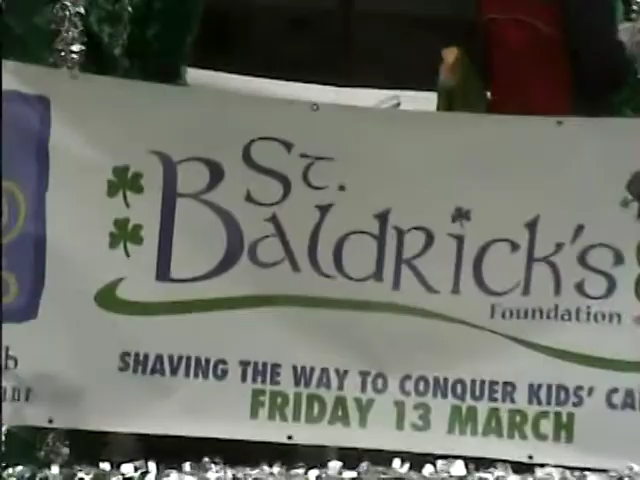 St.
Baldrick's
Foundation
SHAVING THE WAY TO CONQUER KIDS'
FRIDAY 13 MARCH